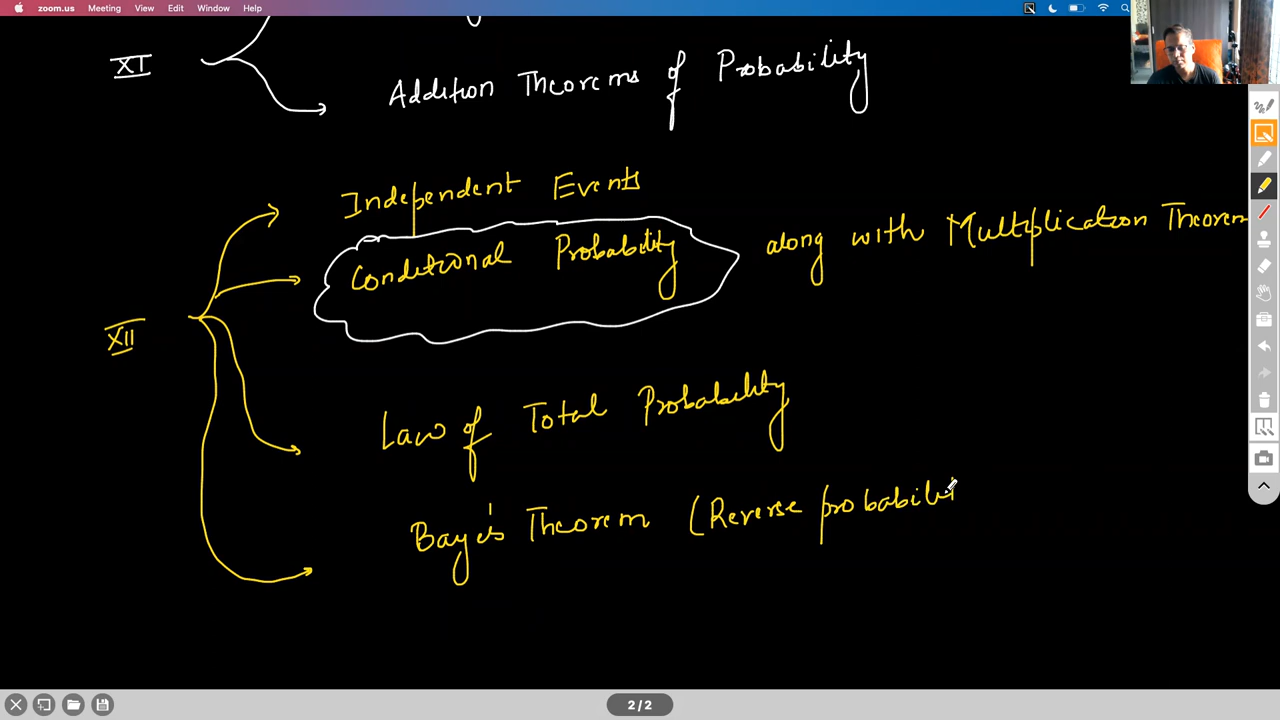 zoom.us Meeting View Edit Window Help
XI
Addition Theorems of Probability
Independent Events
Conditional Probability along with Multiplication Theorem
XII
Law of Total Probability
Baye's Theorem (Reverse probabili
2/2